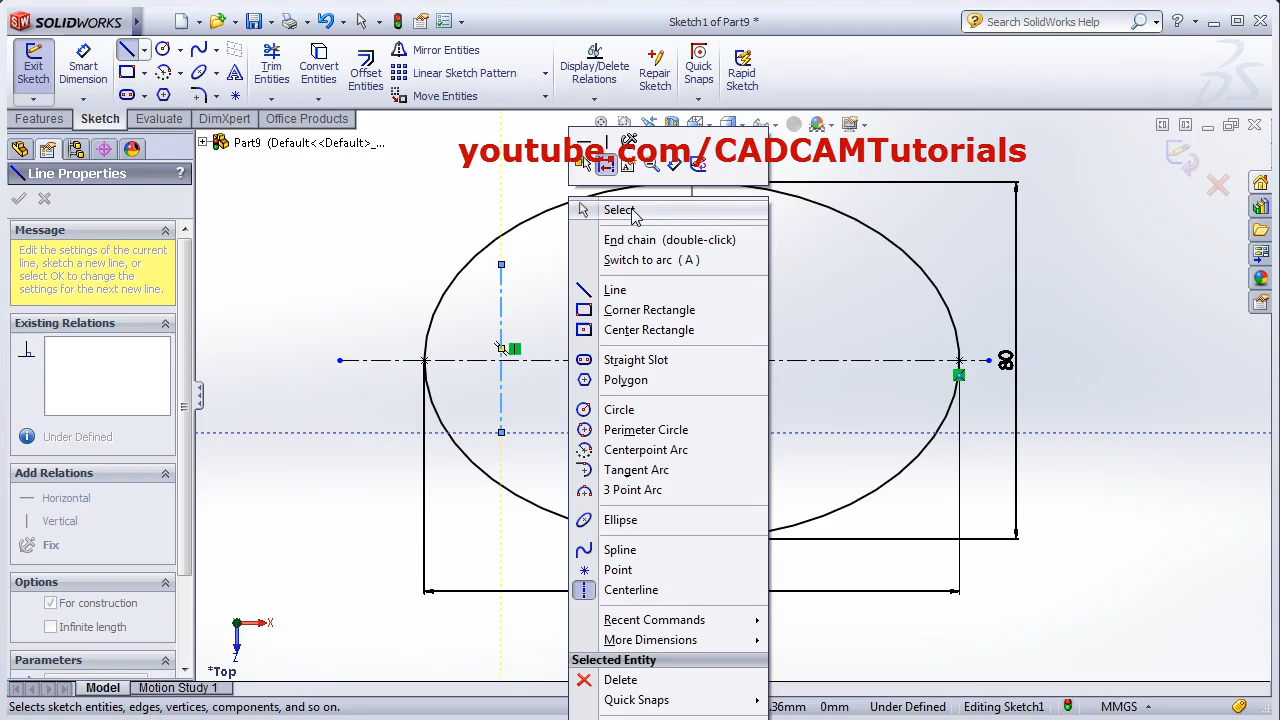 SOLIDWORKS
Sketch1 of Part9 *
Search SolidWorks Help
Exit Sketch
Smart Dimension
Trim Entities
Convert Entities
Offset Entities
Mirror Entities
Linear Sketch Pattern
Move Entities
Display/Delete Relations
Repair Sketch
Quick Snaps
Rapid Sketch
Features
Sketch
Evaluate
DimXpert
Office Products
Part9 (Default<<Default>_...
youtube.com/CADCAMTutorials
Line Properties
?
Message
Edit the settings of the current
line, sketch a new line, or
select OK to change the
settings for the next new line.
Existing Relations
Under Defined
Add Relations
Horizontal
Vertical
Fix
Options
For construction
Infinite length
Parameters
Select
End chain (double-click)
Switch to arc ( A )
Line
Corner Rectangle
Center Rectangle
Straight Slot
Polygon
Circle
Perimeter Circle
Centerpoint Arc
Tangent Arc
3 Point Arc
Ellipse
Spline
Point
Centerline
Recent Commands
More Dimensions
Selected Entity
Delete
Quick Snaps
80
X
Z
*Top
Model
Motion Study 1
Selects sketch entities, edges, vertices, components, and so on.
36mm
0mm
Under Defined
Editing Sketch1
MMGS